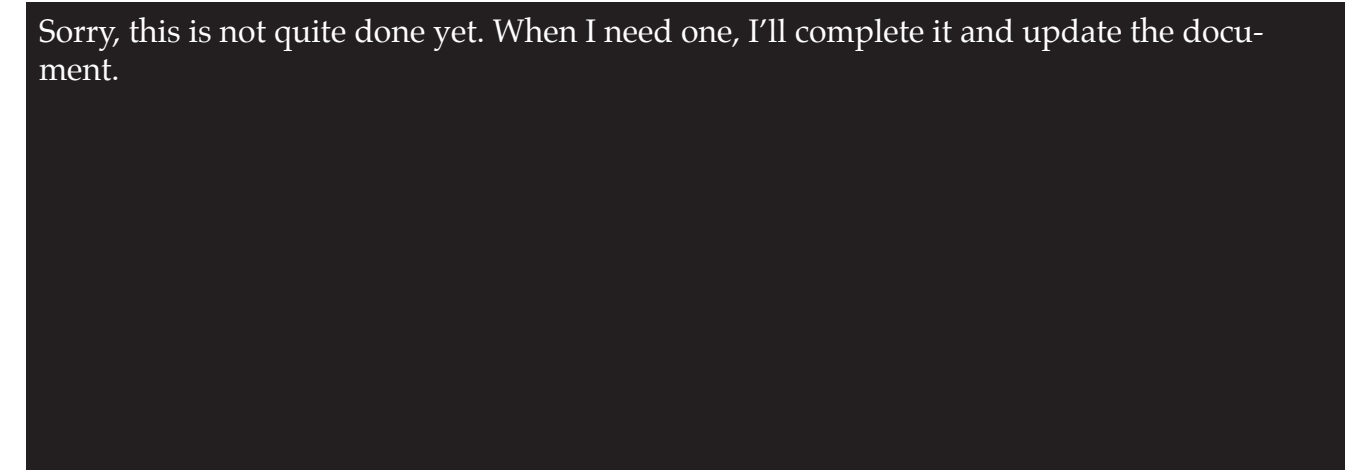 Sorry, this is not quite done yet. When I need one, I’ll complete it and update the docu-
ment.